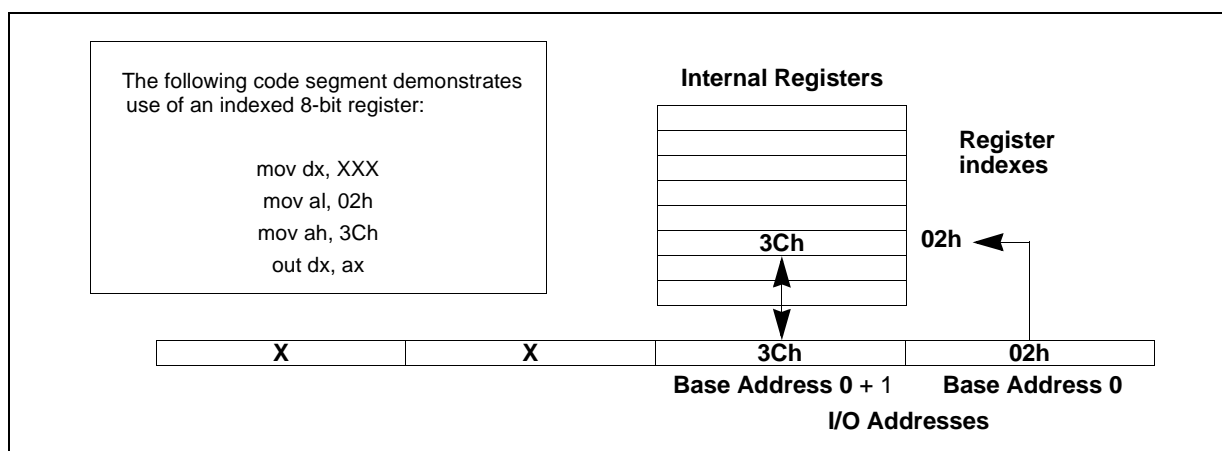 The following code segment demonstrates
use of an indexed 8-bit register:
mov dx, XXX
mov al, 02h
mov ah, 3Ch
out dx, ax
Internal Registers
Register
indexes
3Ch
02h
X X 3Ch 02h
Base Address 0 + 1 Base Address 0
I/O Addresses